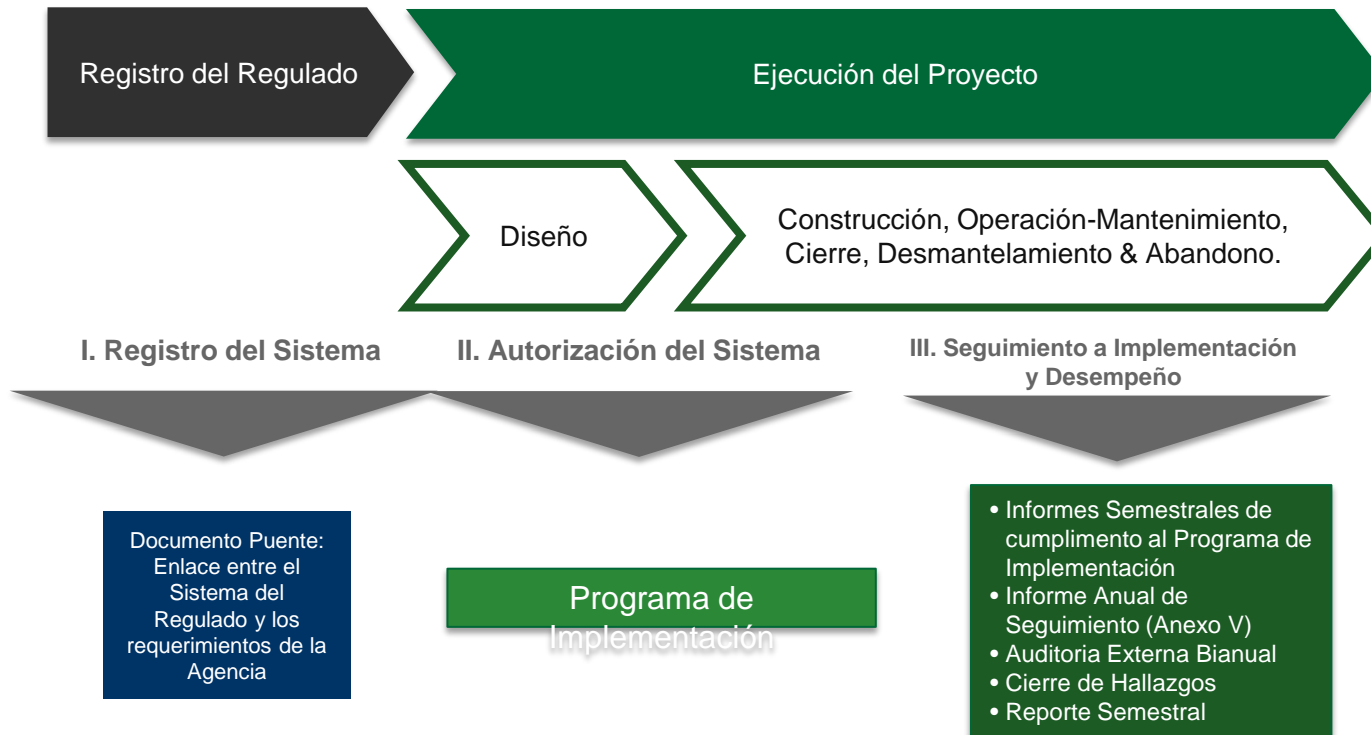 Registro del Regulado
Ejecución del Proyecto
Diseño
Construcción, Operación-Mantenimiento,
Cierre, Desmantelamiento & Abandono.
I. Registro del Sistema
II. Autorización del Sistema
III. Seguimiento a Implementación
y Desempeño
Documento Puente:
Enlace entre el
Sistema del
Regulado y los
requerimientos de la
Agencia
Programa de
Implementación
• Informes Semestrales de
cumplimento al Programa de
Implementación
• Informe Anual de
Seguimiento (Anexo V)
• Auditoria Externa Bianual
• Cierre de Hallazgos
• Reporte Semestral